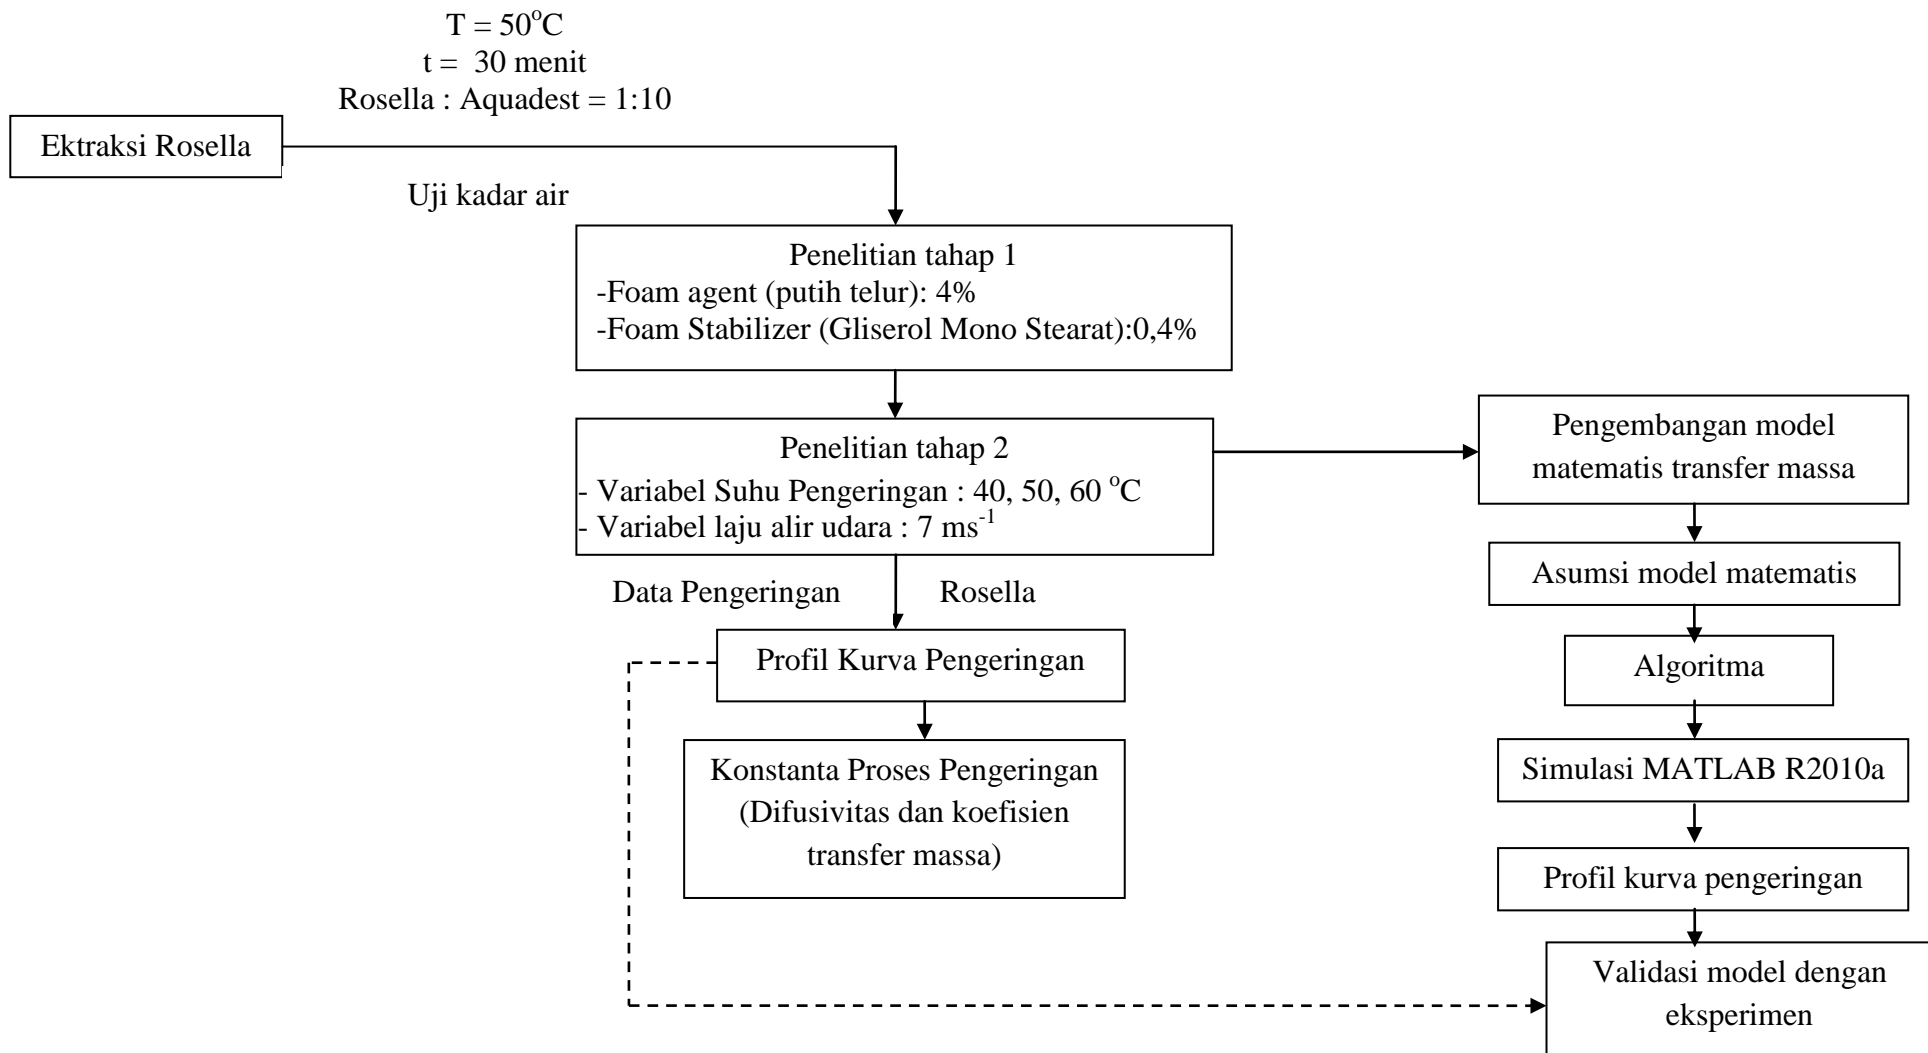 T = 50°C
t = 30 menit
Rosella : Aquadest = 1:10
Ektraksi Rosella
Uji kadar air
Penelitian tahap 1
-Foam agent (putih telur): 4%
-Foam Stabilizer (Gliserol Mono Stearat):0,4%
Penelitian tahap 2
- Variabel Suhu Pengeringan : 40, 50, 60 °C
- Variabel laju alir udara : 7 ms⁻¹
Data Pengeringan Rosella
Profil Kurva Pengeringan
Konstanta Proses Pengeringan
(Difusivitas dan koefisien
transfer massa)
Pengembangan model
matematis transfer massa
Asumsi model matematis
Algoritma
Simulasi MATLAB R2010a
Profil kurva pengeringan
Validasi model dengan
eksperimen